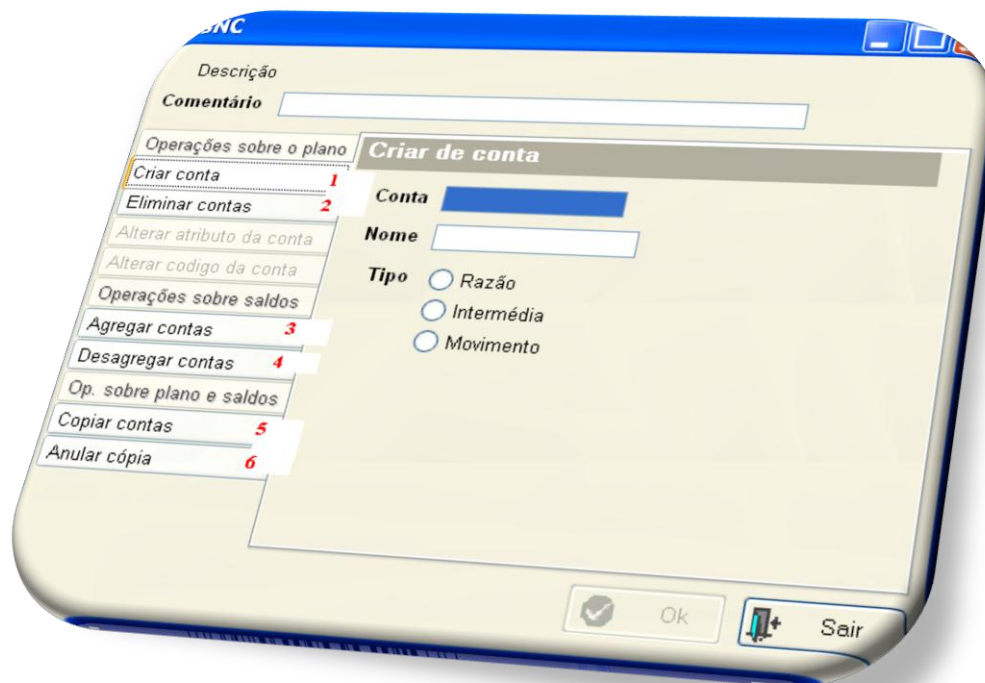 Descrição
Comentário
Operações sobre o plano
Criar conta 1
Eliminar contas 2
Alterar atributo da conta
Alterar codigo da conta
Operações sobre saldos
Agregar contas 3
Desagregar contas 4
Op. sobre plano e saldos
Copiar contas 5
Anular cópia 6
Criar de conta
Conta
Nome
Tipo
Razão
Intermédia
Movimento
Ok
Sair